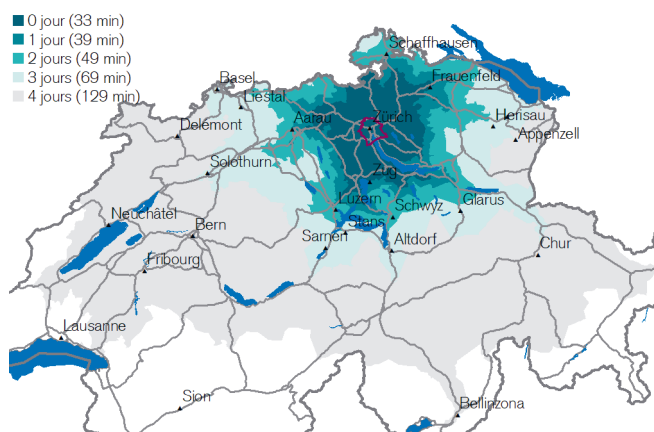 0 jour (33 min)
1 jour (39 min)
2 jours (49 min)
3 jours (69 min)
4 jours (129 min)
Schaffhausen
Basel
Liestal
Frauenfeld
Delémont
Aarau
Zürich
Herisau
Appenzell
Solothurn
Zug
Neuchâtel
Luzern
Schwyz
Glarus
Bern
Stans
Sarnen
Altdorf
Chur
Fribourg
Lausanne
Sion
Bellinzona